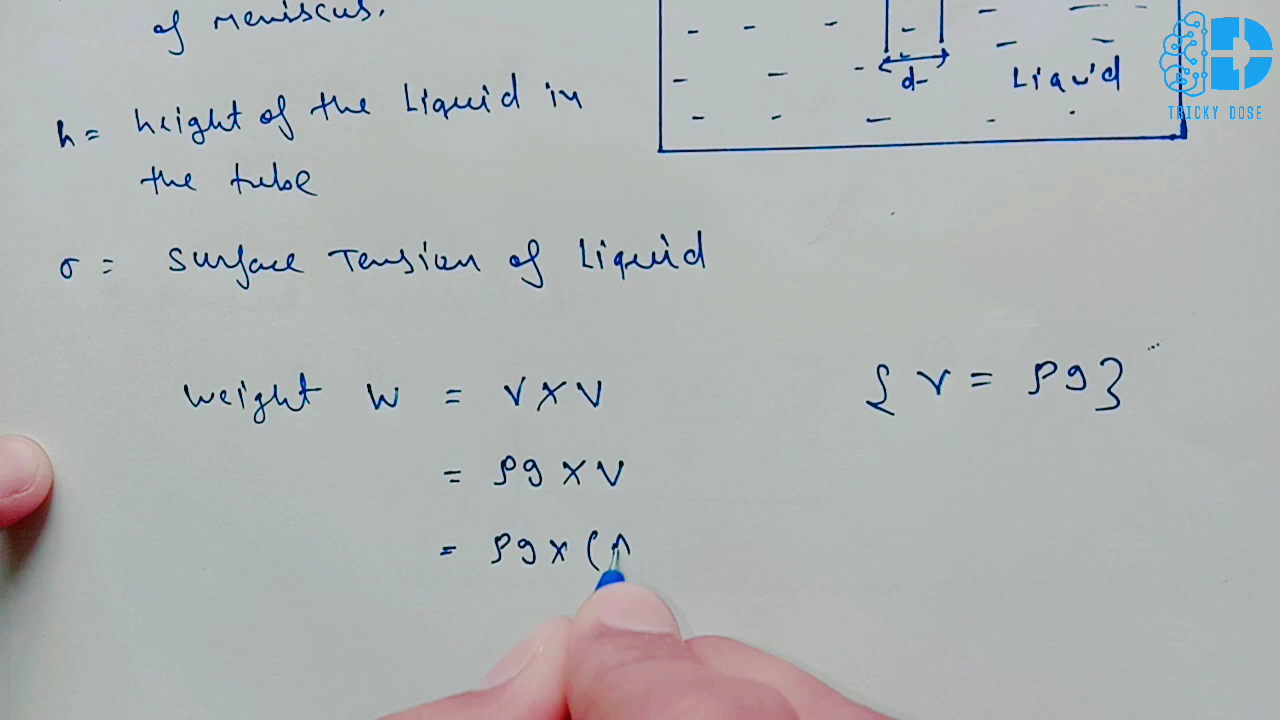 of Meniscus.
h = height of the Liquid in
the tube
σ = Surface Tension of Liquid
d
Liquid
TRICKY DOSE
Weight W = γ × V
{ γ = ρg }
= ρg × V
= ρg × (A